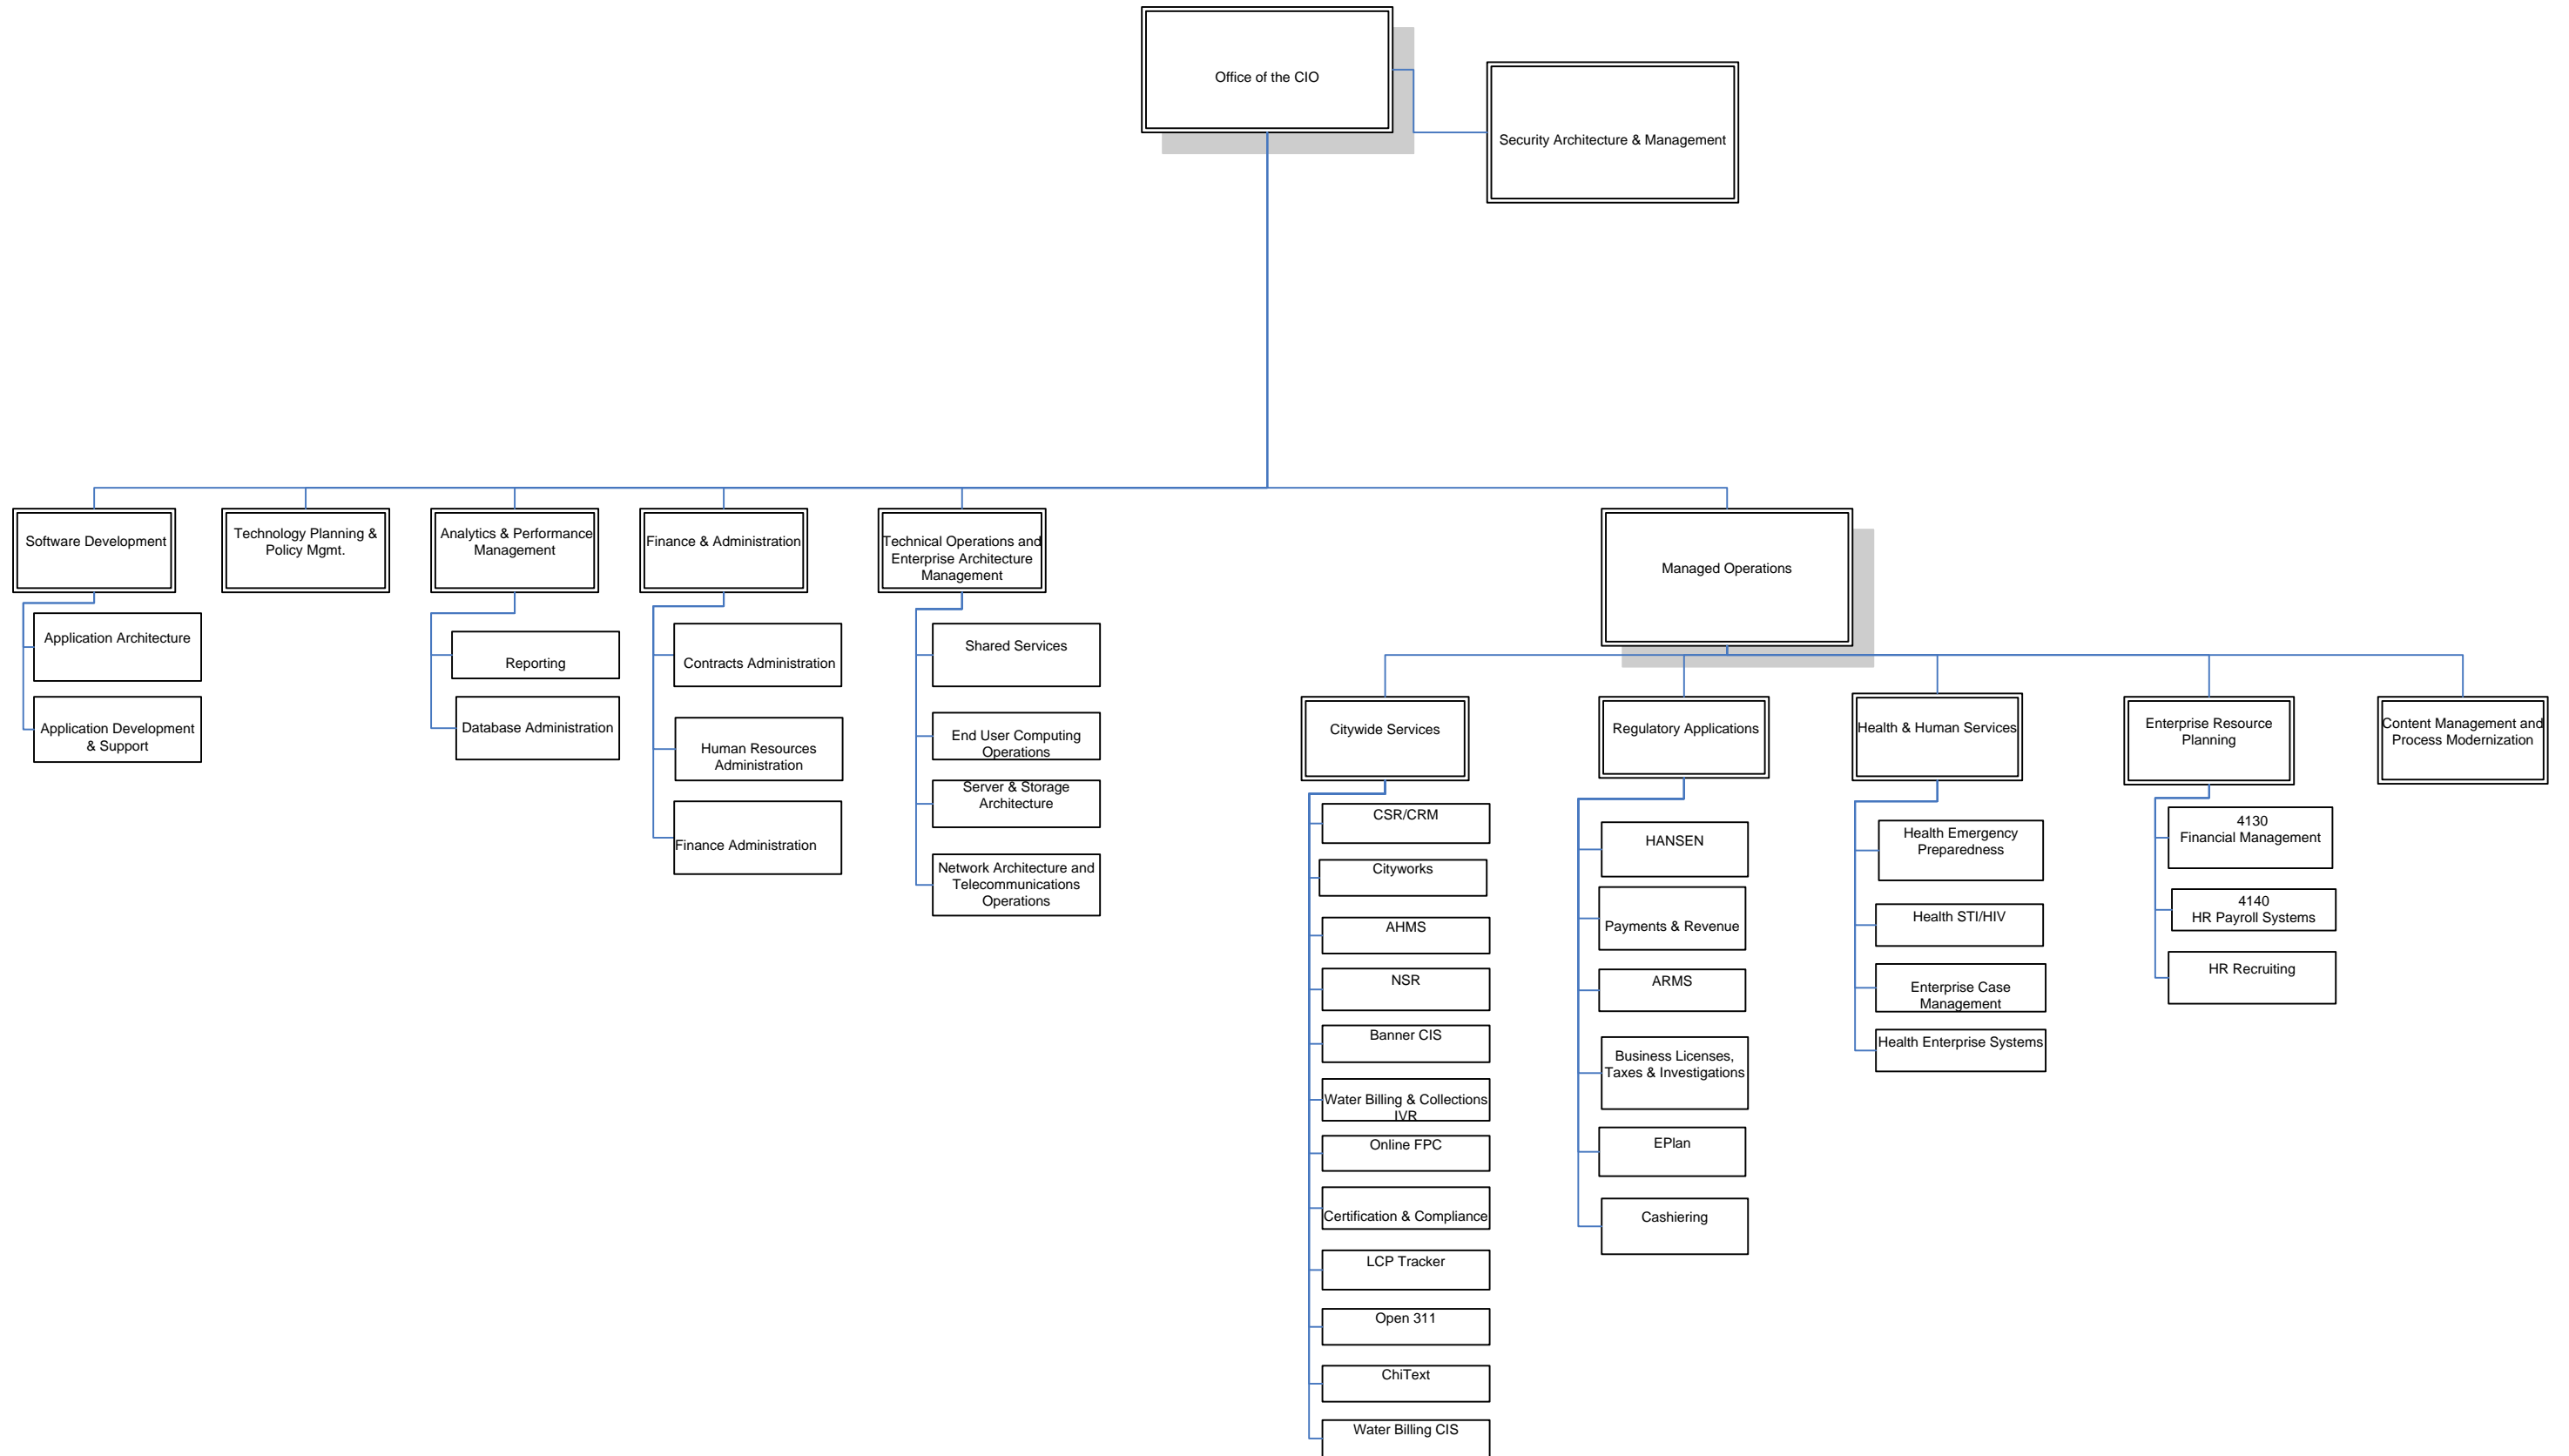 Office of the CIO
Security Architecture & Management
Software Development
Technology Planning &
Policy Mgmt.
Analytics & Performance
Management
Finance & Administration
Technical Operations and
Enterprise Architecture
Management
Managed Operations
Application Architecture
Application Development
& Support
Reporting
Database Administration
Contracts Administration
Human Resources
Administration
Finance Administration
Shared Services
End User Computing
Operations
Server & Storage
Architecture
Network Architecture and
Telecommunications
Operations
Citywide Services
Regulatory Applications
Health & Human Services
Enterprise Resource
Planning
Content Management and
Process Modernization
CSR/CRM
Cityworks
AHMS
NSR
Banner CIS
Water Billing & Collections
IVR
Online FPC
Certification & Compliance
LCP Tracker
Open 311
ChiText
Water Billing CIS
HANSEN
Payments & Revenue
ARMS
Business Licenses,
Taxes & Investigations
EPlan
Cashiering
Health Emergency
Preparedness
Health STI/HIV
Enterprise Case
Management
Health Enterprise Systems
4130
Financial Management
4140
HR Payroll Systems
HR Recruiting